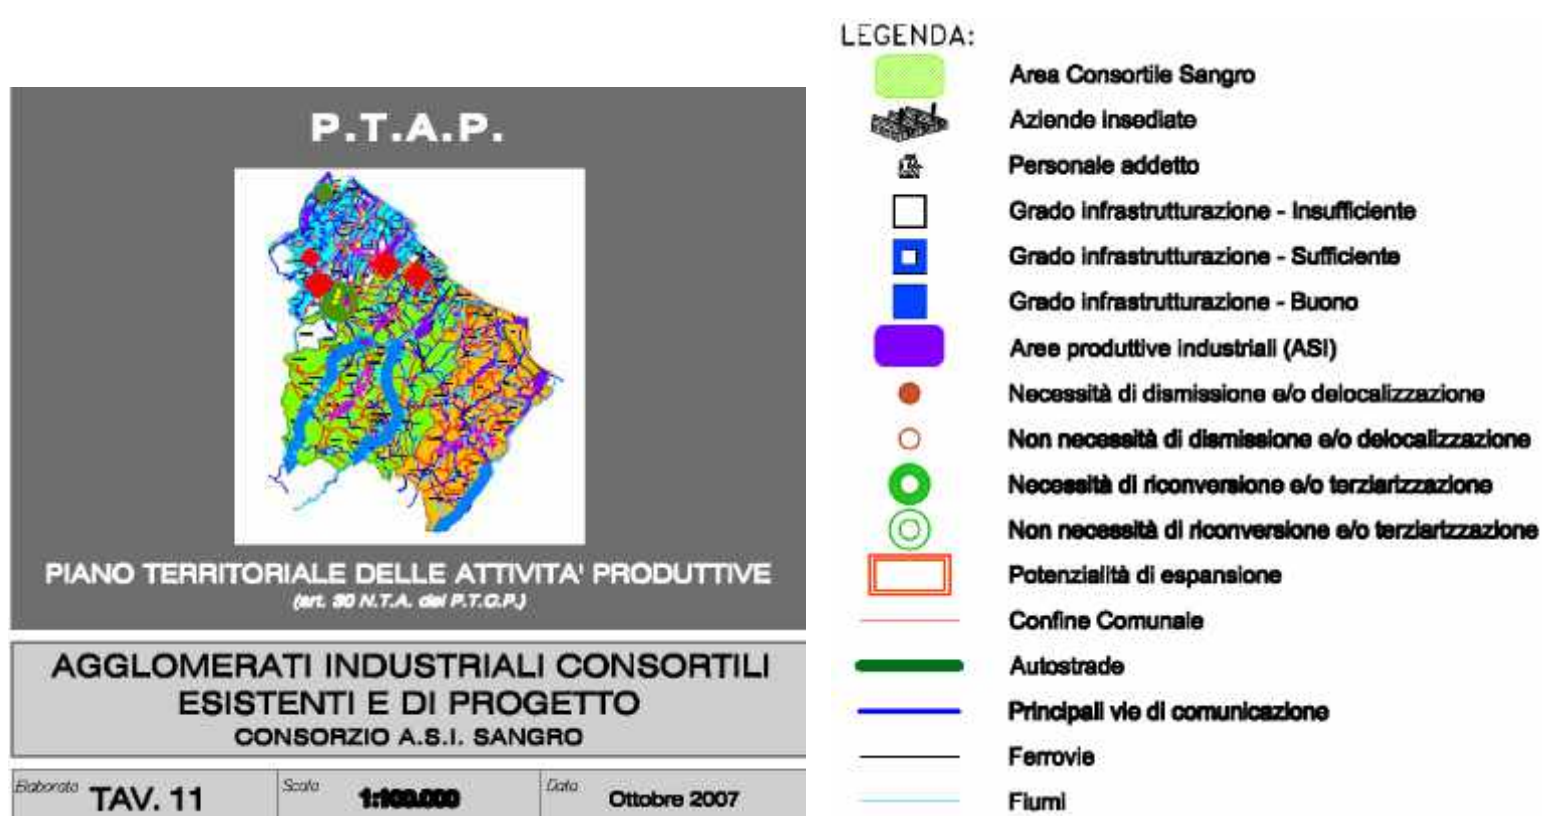 P.T.A.P.
PIANO TERRITORIALE DELLE ATTIVITA' PRODUTTIVE
(art. 30 N.T.A. del P.T.C.P.)
AGGLOMERATI INDUSTRIALI CONSORTILI
ESISTENTI E DI PROGETTO
CONSORZIO A.S.I. SANGRO
Elaborato TAV. 11
Scala 1:100.000
Data Ottobre 2007
LEGENDA:
Area Consortile Sangro
Aziende insediate
Personale addetto
Grado infrastrutturazione - Insufficiente
Grado infrastrutturazione - Sufficiente
Grado infrastrutturazione - Buono
Aree produttive industriali (ASI)
Necessità di dismissione e/o delocalizzazione
Non necessità di dismissione e/o delocalizzazione
Necessità di riconversione e/o terziarizzazione
Non necessità di riconversione e/o terziarizzazione
Potenzialità di espansione
Confine Comunale
Autostrade
Principali vie di comunicazione
Ferrovie
Fiumi